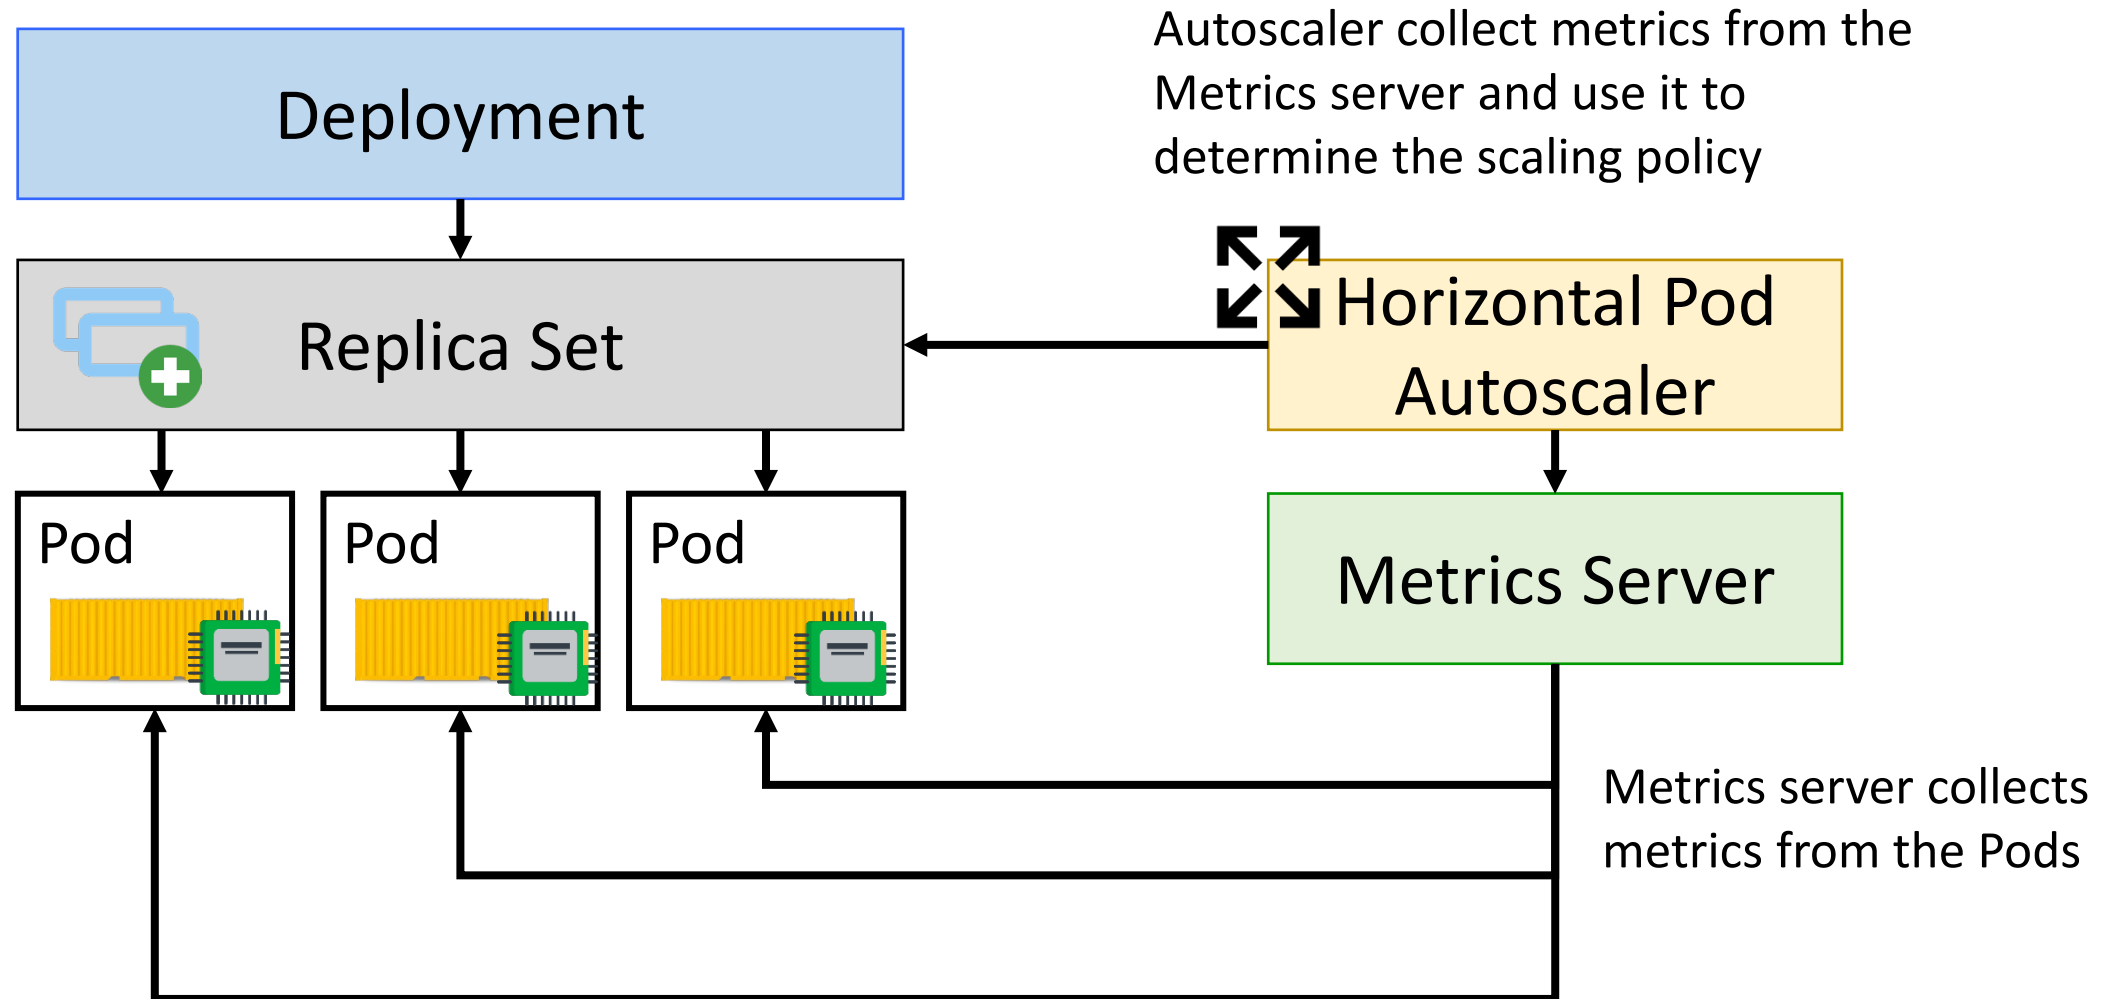 Autoscaler collect metrics from the
Metrics server and use it to
determine the scaling policy
Deployment
Replica Set
Horizontal Pod
Autoscaler
Pod
Pod
Pod
Metrics Server
Metrics server collects
metrics from the Pods